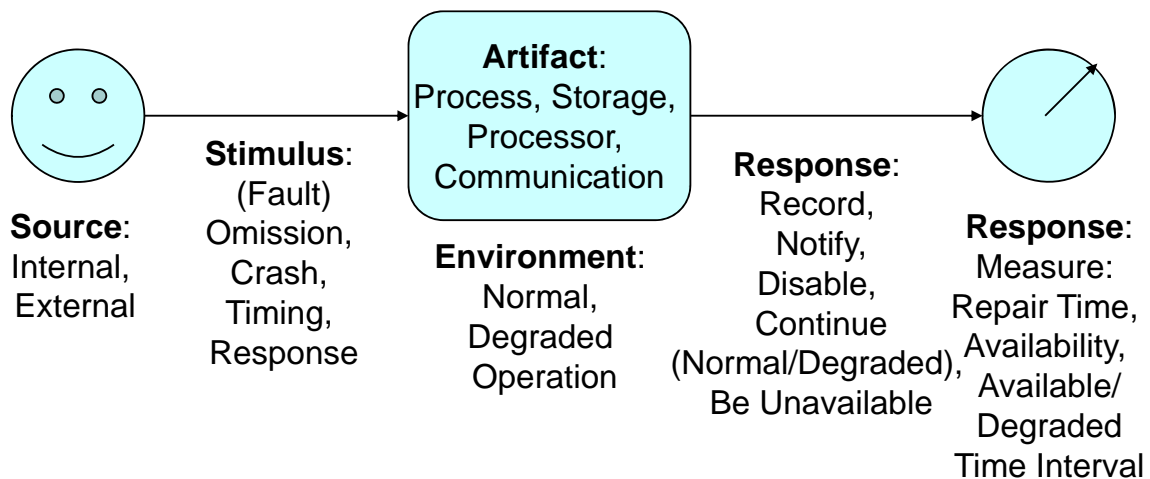 Source:
Internal,
External
Stimulus:
(Fault)
Omission,
Crash,
Timing,
Response
Artifact:
Process, Storage,
Processor,
Communication
Environment:
Normal,
Degraded
Operation
Response:
Record,
Notify,
Disable,
Continue
(Normal/Degraded),
Be Unavailable
Response:
Measure:
Repair Time,
Availability,
Available/
Degraded
Time Interval